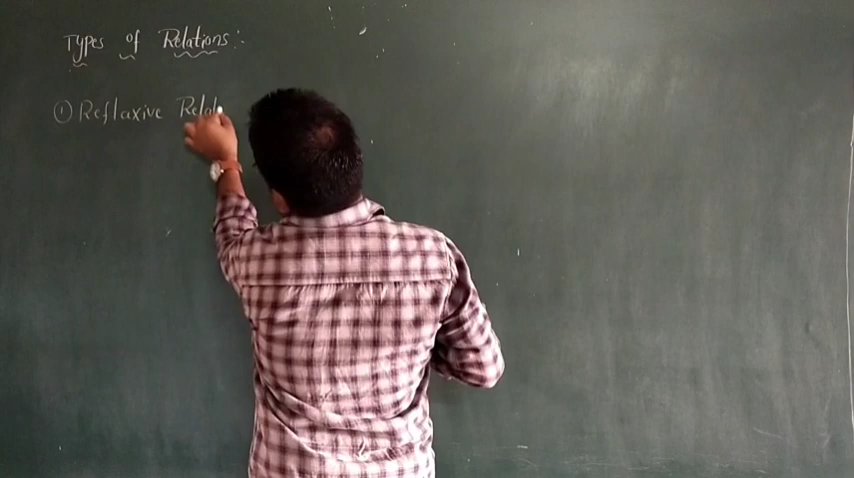 Types of Relations:-
① Reflaxive Relat